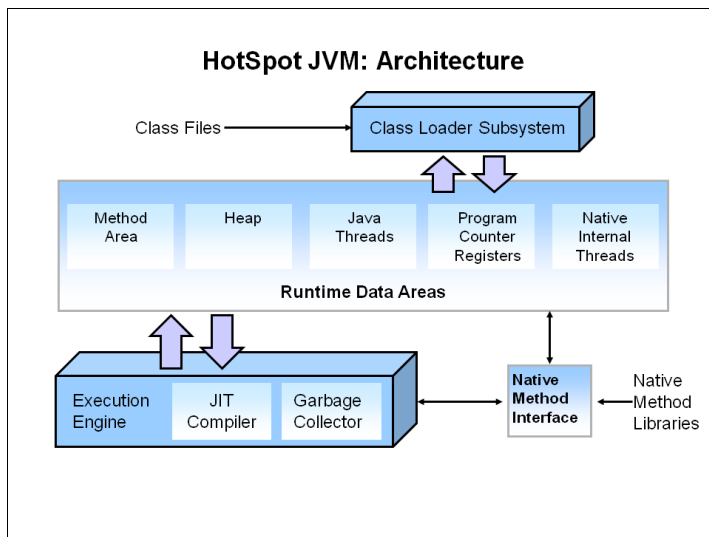 HotSpot JVM: Architecture
Class Files
Class Loader Subsystem
Method
Area
Heap
Java
Threads
Program
Counter
Registers
Native
Internal
Threads
Runtime Data Areas
Execution
Engine
JIT
Compiler
Garbage
Collector
Native
Method
Interface
Native
Method
Libraries